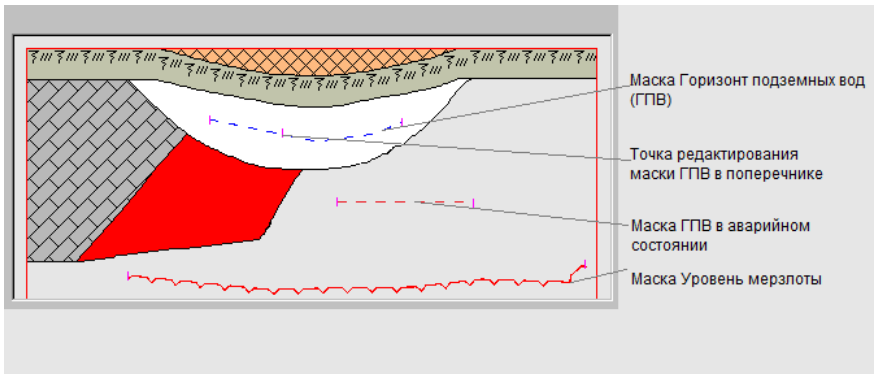 Маска Горизонт подземных вод
(ГПВ)
Точка редактирования
маски ГПВ в поперечнике
Маска ГПВ в аварийном
состоянии
Маска Уровень мерзлоты